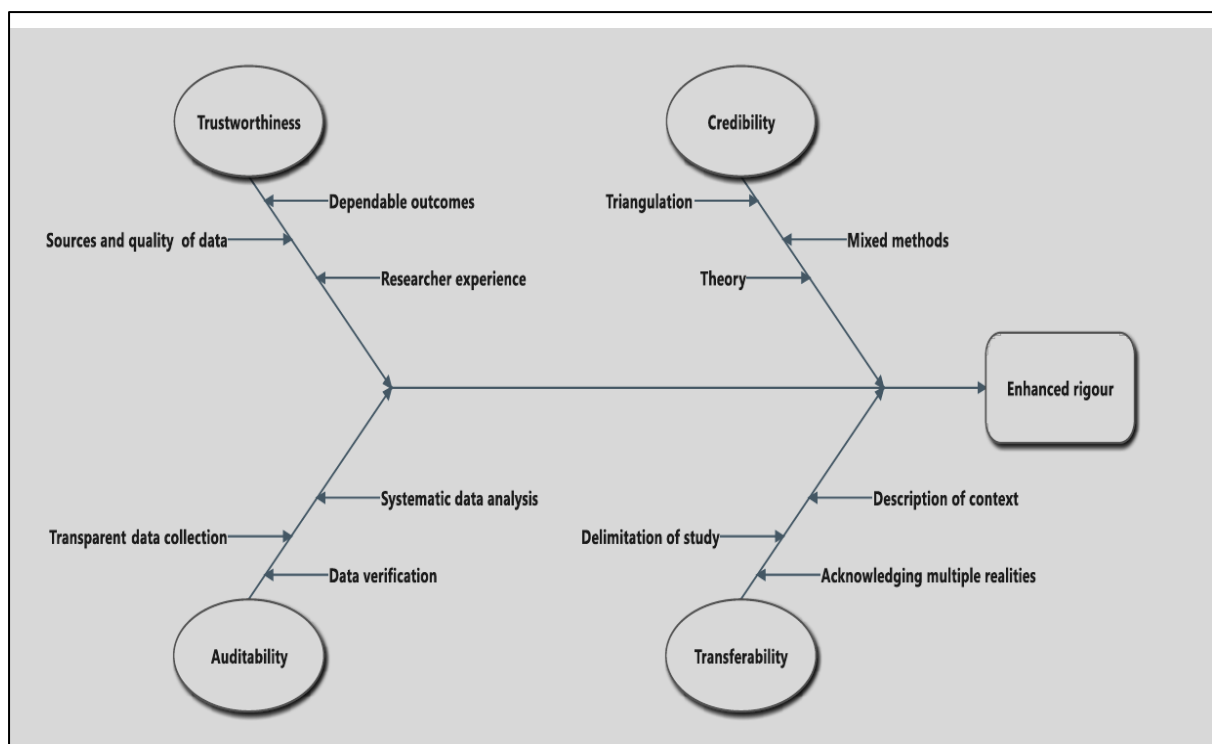 Trustworthiness
Credibility
Dependable outcomes
Triangulation
Sources and quality of data
Mixed methods
Researcher experience
Theory
Enhanced rigour
Systematic data analysis
Description of context
Transparent data collection
Delimitation of study
Data verification
Acknowledging multiple realities
Auditability
Transferability